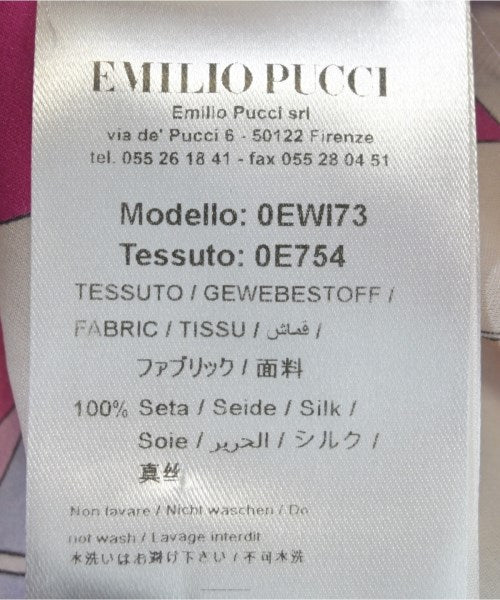 EMILIO PUCCI
Emilio Pucci srl
via de' Pucci 6 - 50122 Firenze
tel. 055 26 18 41 - fax 055 28 04 51
Modello: 0EWI73
Tessuto: 0E754
TESSUTO / GEWEBESTOFF /
FABRIC / TISSU / قماش /
ファブリック / 面料
100% Seta / Seide / Silk /
Soie / الحرير / シルク /
真丝
Non lavare / Nicht waschen / Do
not wash / Lavage interdit
水洗いはお避け下さい / 不可水洗